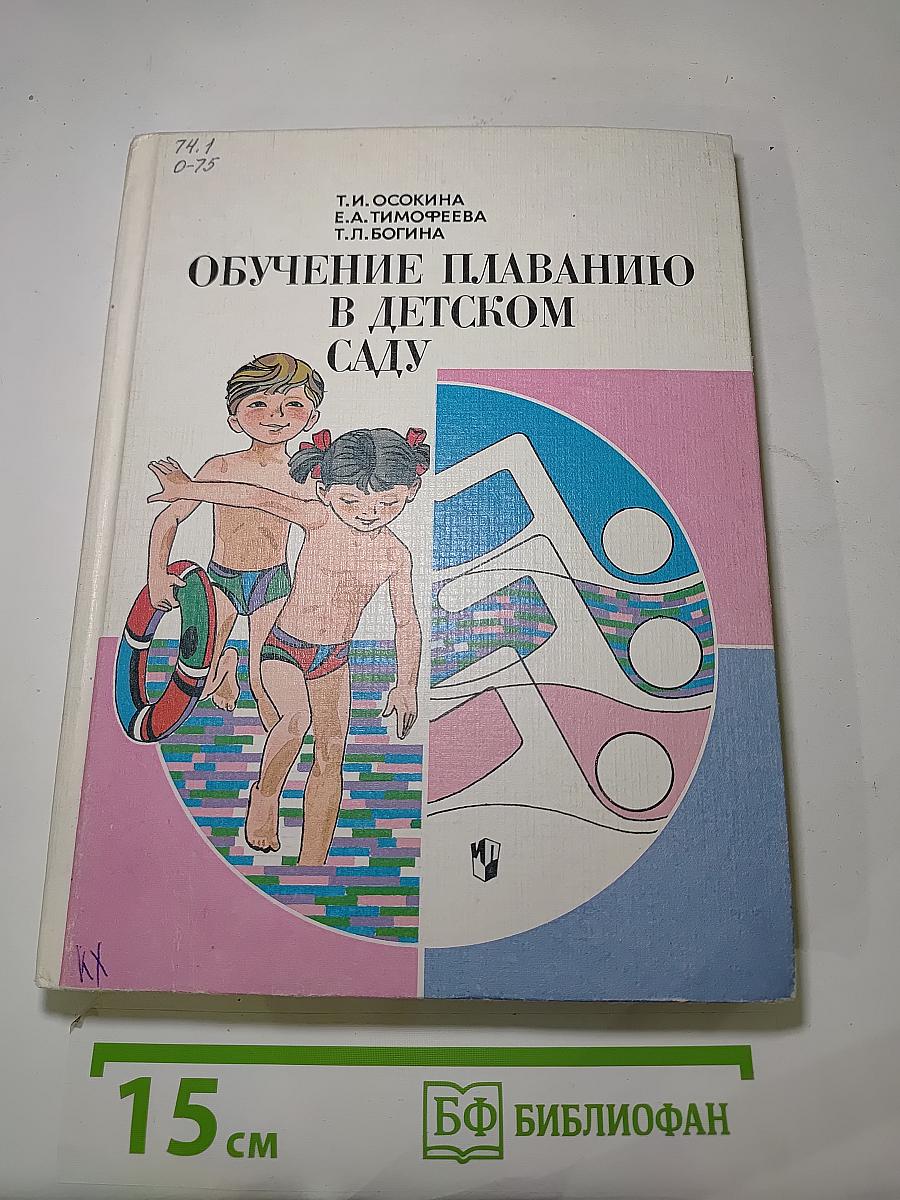 74.1
О-75
Т.И.ОСОКИНА
Е.А.ТИМОФЕЕВА
Т.Л.БОГИНА
ОБУЧЕНИЕ ПЛАВАНИЮ
В ДЕТСКОМ
САДУ
КХ
15 см
БФ БИБЛИОФАН